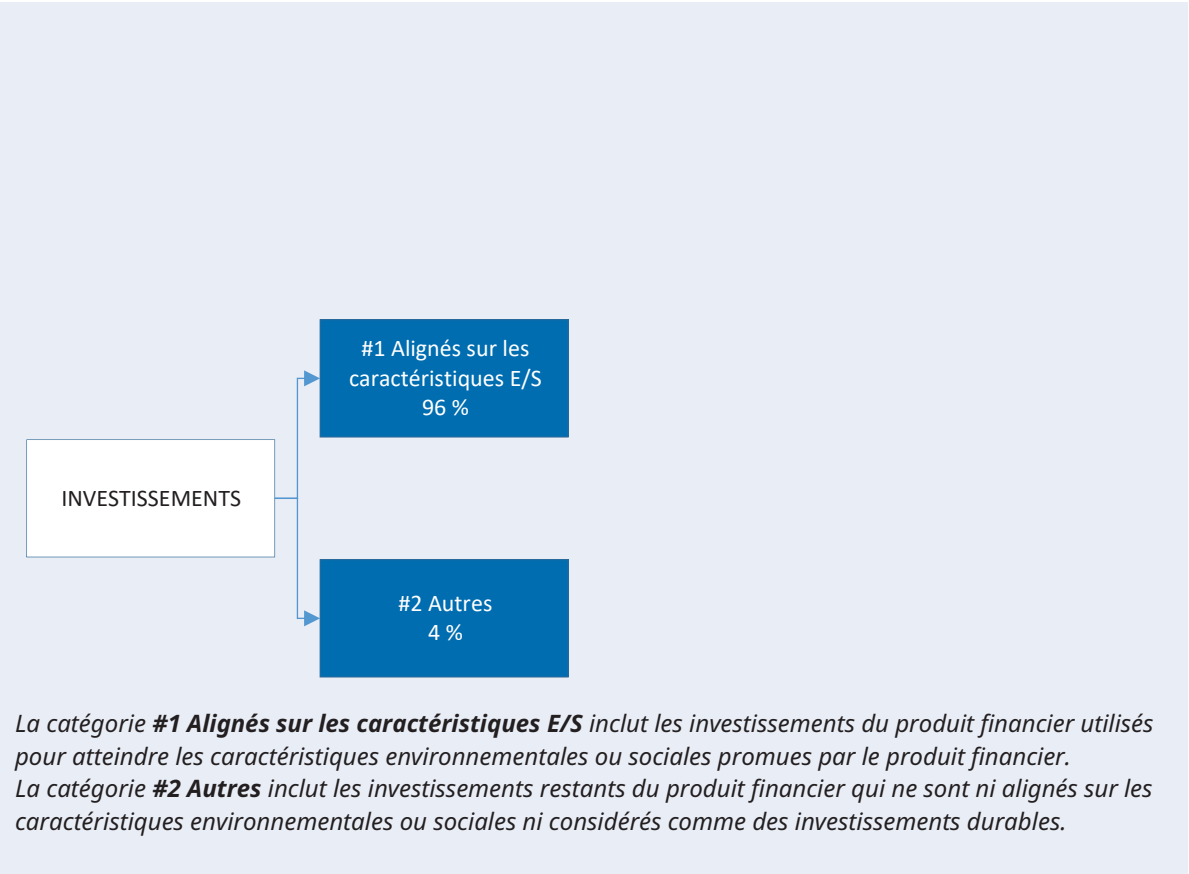 #1 Alignés sur les
caractéristiques E/S
96 %
INVESTISSEMENTS
#2 Autres
4 %
La catégorie #1 Alignés sur les caractéristiques E/S inclut les investissements du produit financier utilisés
pour atteindre les caractéristiques environnementales ou sociales promues par le produit financier.
La catégorie #2 Autres inclut les investissements restants du produit financier qui ne sont ni alignés sur les
caractéristiques environnementales ou sociales ni considérés comme des investissements durables.